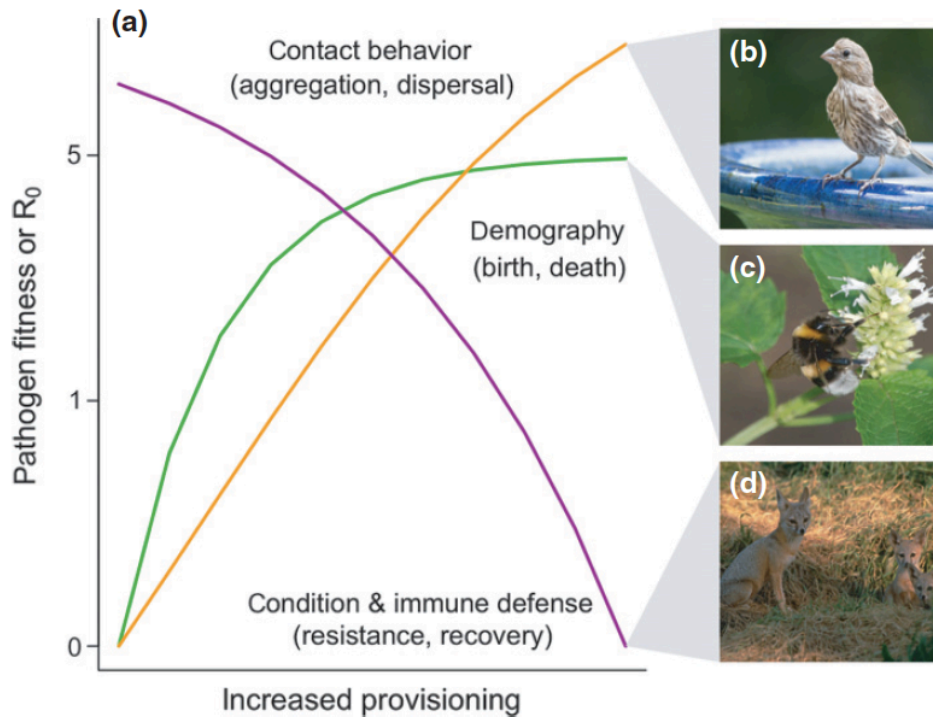 (a)
Contact behavior
(aggregation, dispersal)
(b)
5
Demography
(birth, death)
(c)
Pathogen fitness or R₀
1
(d)
Condition & immune defense
(resistance, recovery)
0
Increased provisioning